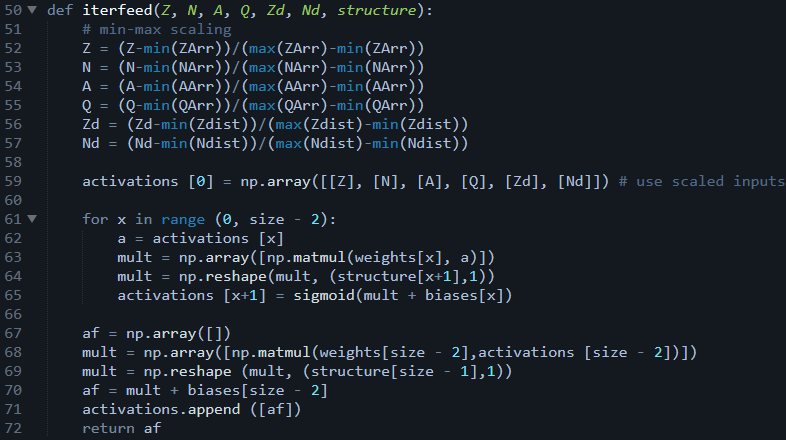 50 def iterfeed(Z, N, A, Q, Zd, Nd, structure):
51     # min-max scaling
52     Z = (Z-min(ZArr))/(max(ZArr)-min(ZArr))
53     N = (N-min(NArr))/(max(NArr)-min(NArr))
54     A = (A-min(AArr))/(max(AArr)-min(AArr))
55     Q = (Q-min(QArr))/(max(QArr)-min(QArr))
56     Zd = (Zd-min(Zdist))/(max(Zdist)-min(Zdist))
57     Nd = (Nd-min(Ndist))/(max(Ndist)-min(Ndist))
58
59     activations [0] = np.array([[Z], [N], [A], [Q], [Zd], [Nd]]) # use scaled inputs
60
61     for x in range (0, size - 2):
62         a = activations [x]
63         mult = np.array([np.matmul(weights[x], a)])
64         mult = np.reshape(mult, (structure[x+1],1))
65         activations [x+1] = sigmoid(mult + biases[x])
66
67     af = np.array([])
68     mult = np.array([np.matmul(weights[size - 2],activations [size - 2])])
69     mult = np.reshape (mult, (structure[size - 1],1))
70     af = mult + biases[size - 2]
71     activations.append ([af])
72     return af